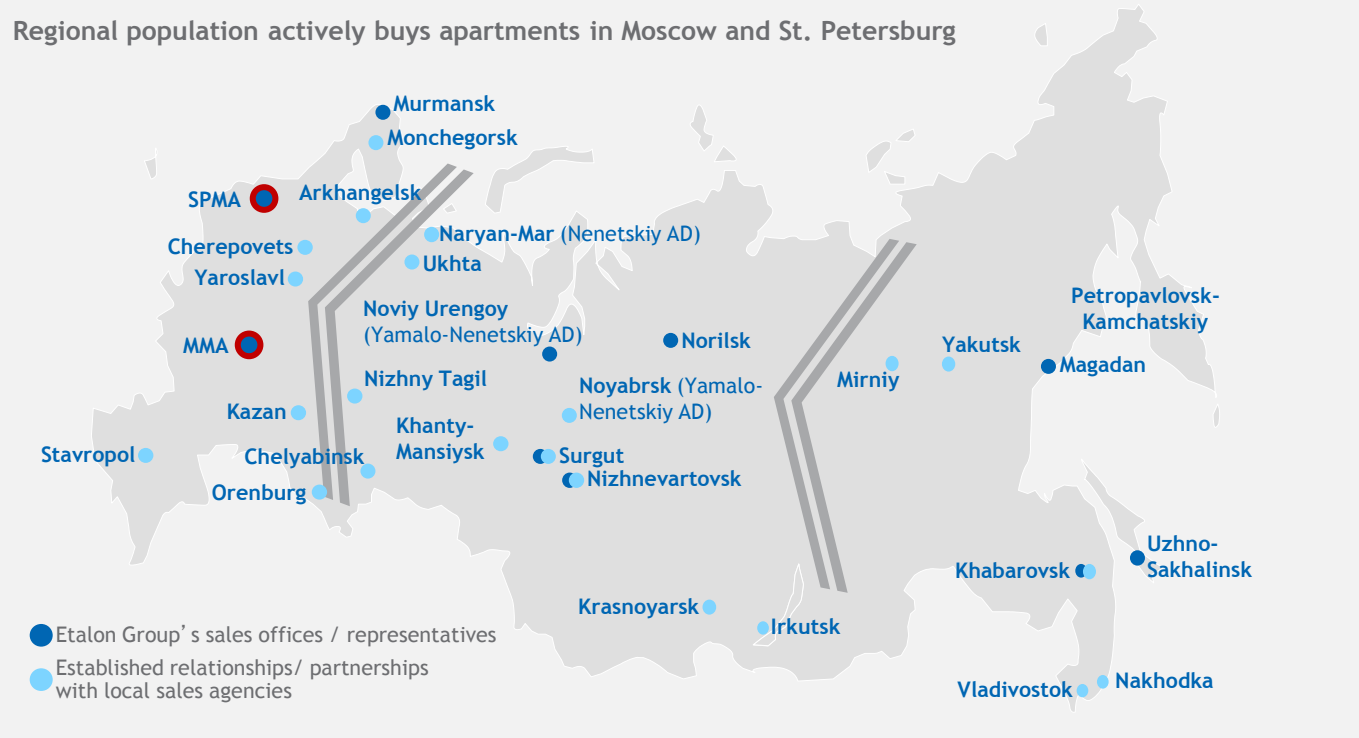 Regional population actively buys apartments in Moscow and St. Petersburg
Murmansk
Monchegorsk
SPMA
Arkhangelsk
Cherepovets
Naryan-Mar (Nenetskiy AD)
Ukhta
Yaroslavl
Noviy Urengoy
(Yamalo-Nenetskiy AD)
Petropavlovsk-
Kamchatskiy
MMA
Norilsk
Yakutsk
Magadan
Mirniy
Nizhny Tagil
Noyabrsk (Yamalo-
Nenetskiy AD)
Kazan
Khanty-
Mansiysk
Stavropol
Chelyabinsk
Surgut
Nizhnevartovsk
Orenburg
Uzhno-
Sakhalinsk
Khabarovsk
Krasnoyarsk
Irkutsk
Nakhodka
Vladivostok
Etalon Group's sales offices / representatives
Established relationships/ partnerships
with local sales agencies